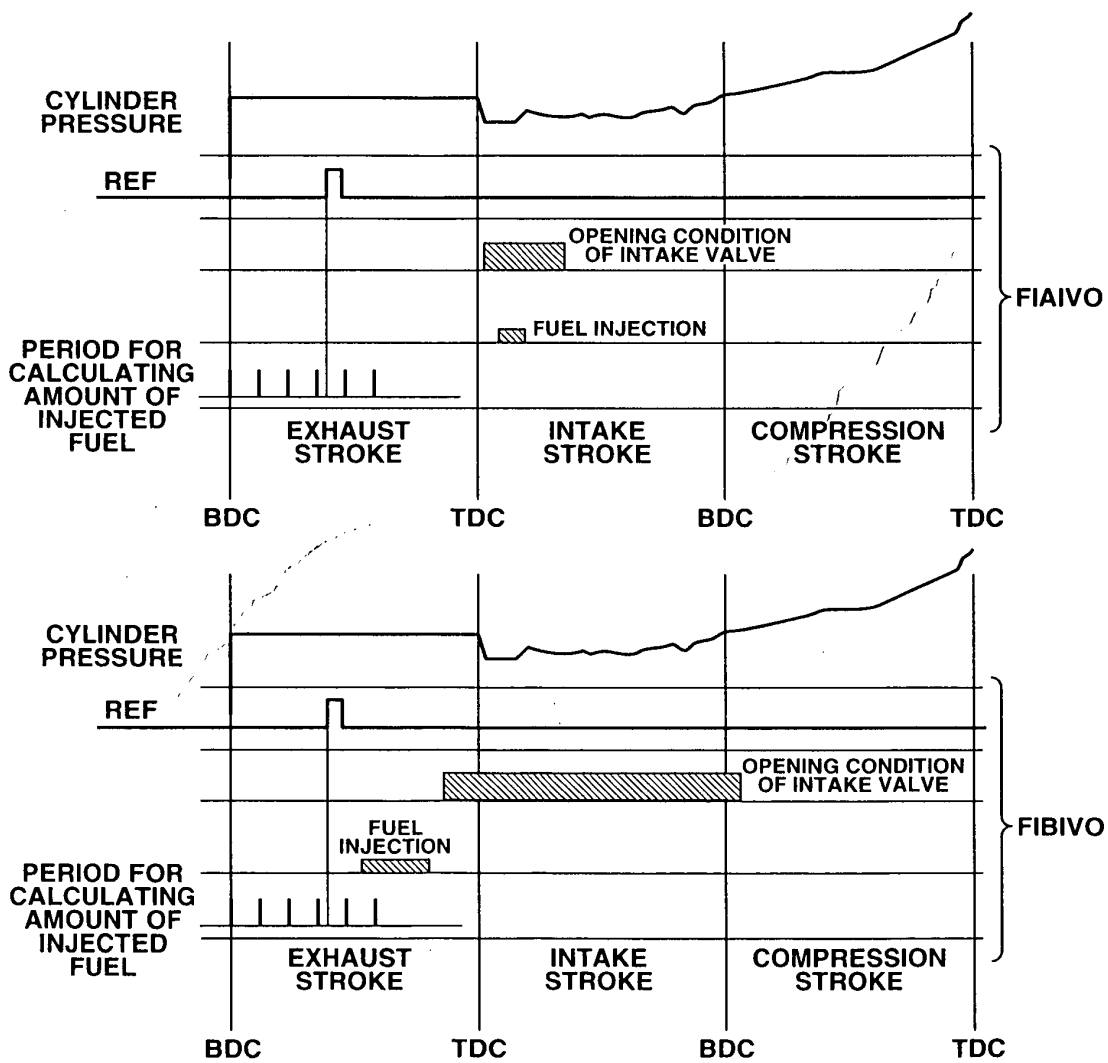 CYLINDER
PRESSURE
REF
OPENING CONDITION
OF INTAKE VALVE
FIAIVO
FUEL INJECTION
PERIOD FOR
CALCULATING
AMOUNT OF
INJECTED
FUEL
EXHAUST
STROKE
INTAKE
STROKE
COMPRESSION
STROKE
BDC
TDC
BDC
TDC
CYLINDER
PRESSURE
REF
OPENING CONDITION
OF INTAKE VALVE
FIBIVO
FUEL
INJECTION
PERIOD FOR
CALCULATING
AMOUNT OF
INJECTED
FUEL
EXHAUST
STROKE
INTAKE
STROKE
COMPRESSION
STROKE
BDC
TDC
BDC
TDC